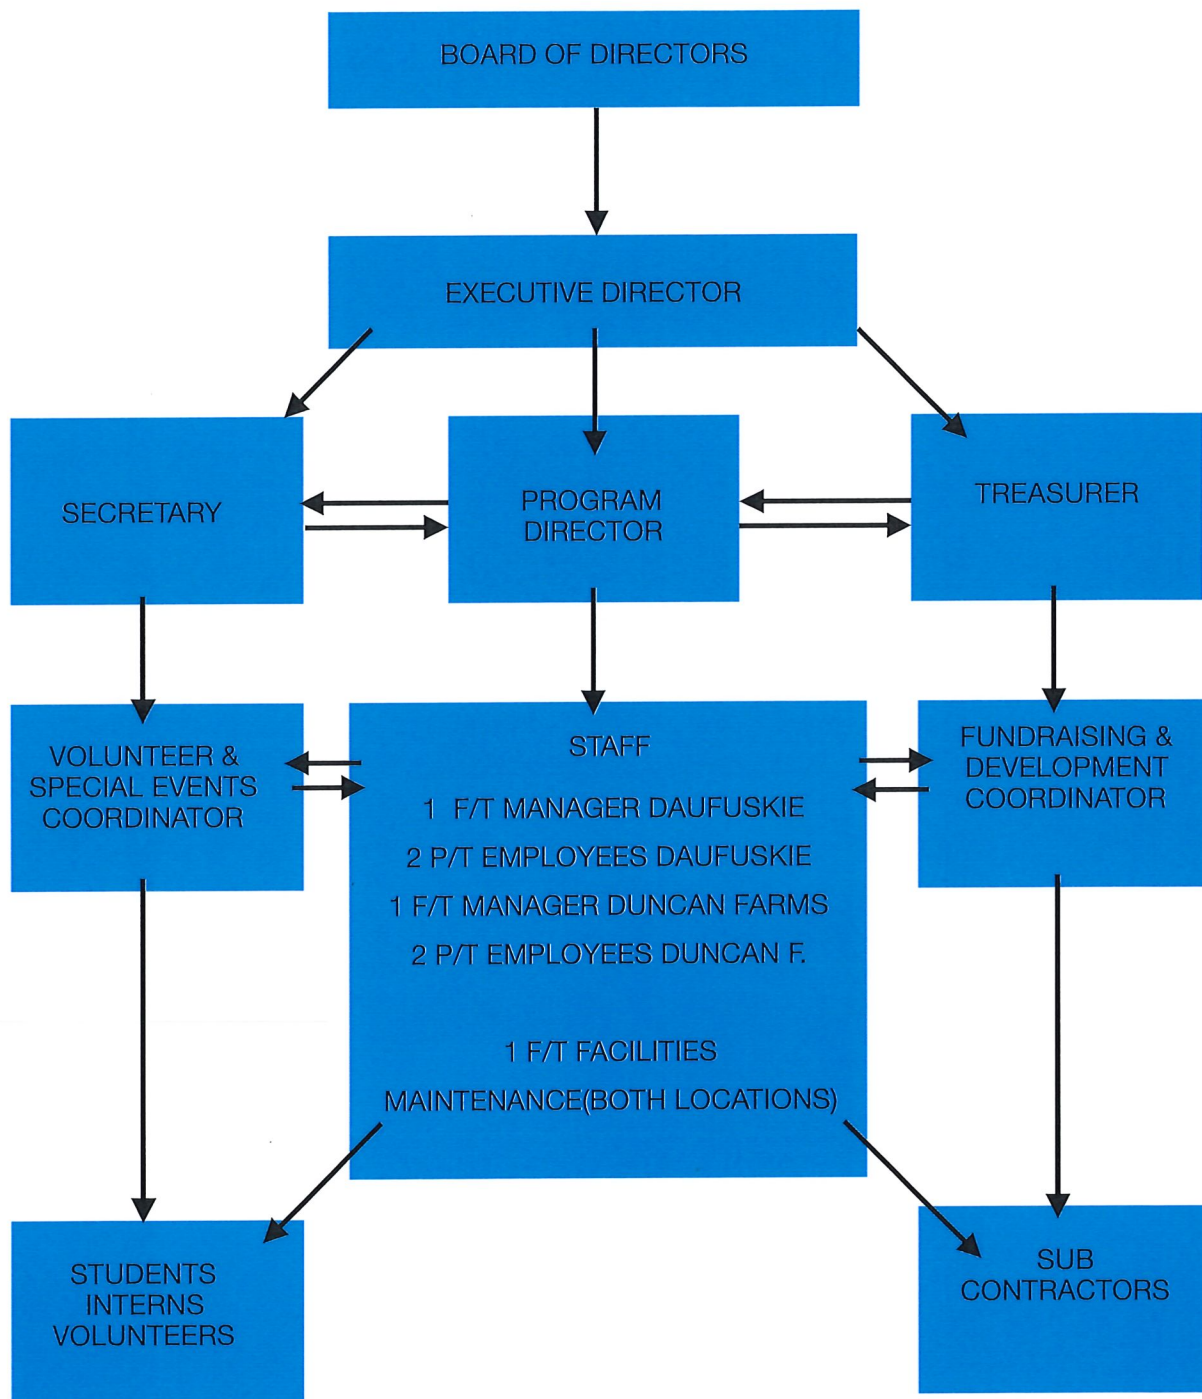 BOARD OF DIRECTORS
EXECUTIVE DIRECTOR
SECRETARY
PROGRAM
DIRECTOR
TREASURER
VOLUNTEER &
SPECIAL EVENTS
COORDINATOR
STAFF
1 F/T MANAGER DAUFUSKIE
2 P/T EMPLOYEES DAUFUSKIE
1 F/T MANAGER DUNCAN FARMS
2 P/T EMPLOYEES DUNCAN F.
1 F/T FACILITIES
MAINTENANCE(BOTH LOCATIONS)
FUNDRAISING &
DEVELOPMENT
COORDINATOR
STUDENTS
INTERNS
VOLUNTEERS
SUB
CONTRACTORS